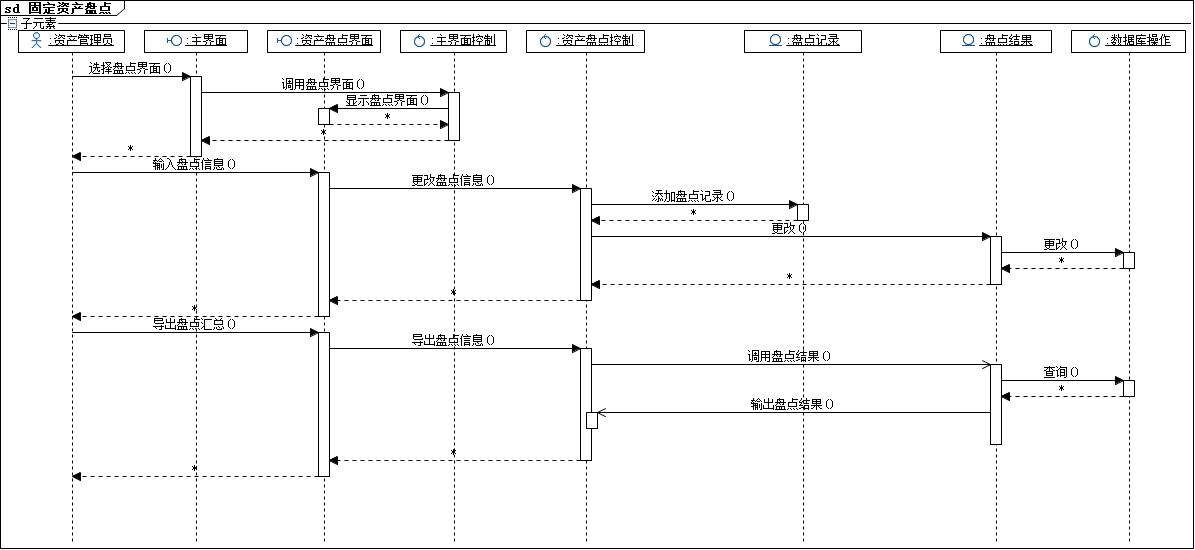 sd 固定资产盘点
子元素
:资产管理员
:主界面
:资产盘点界面
:主界面控制
:资产盘点控制
:盘点记录
:盘点结果
:数据库操作
选择盘点界面()
调用盘点界面()
显示盘点界面()
*
*
*
输入盘点信息()
更改盘点信息()
添加盘点记录()
*
更改()
更改()
*
*
*
*
导出盘点汇总()
导出盘点信息()
调用盘点结果()
查询()
*
输出盘点结果()
*
*